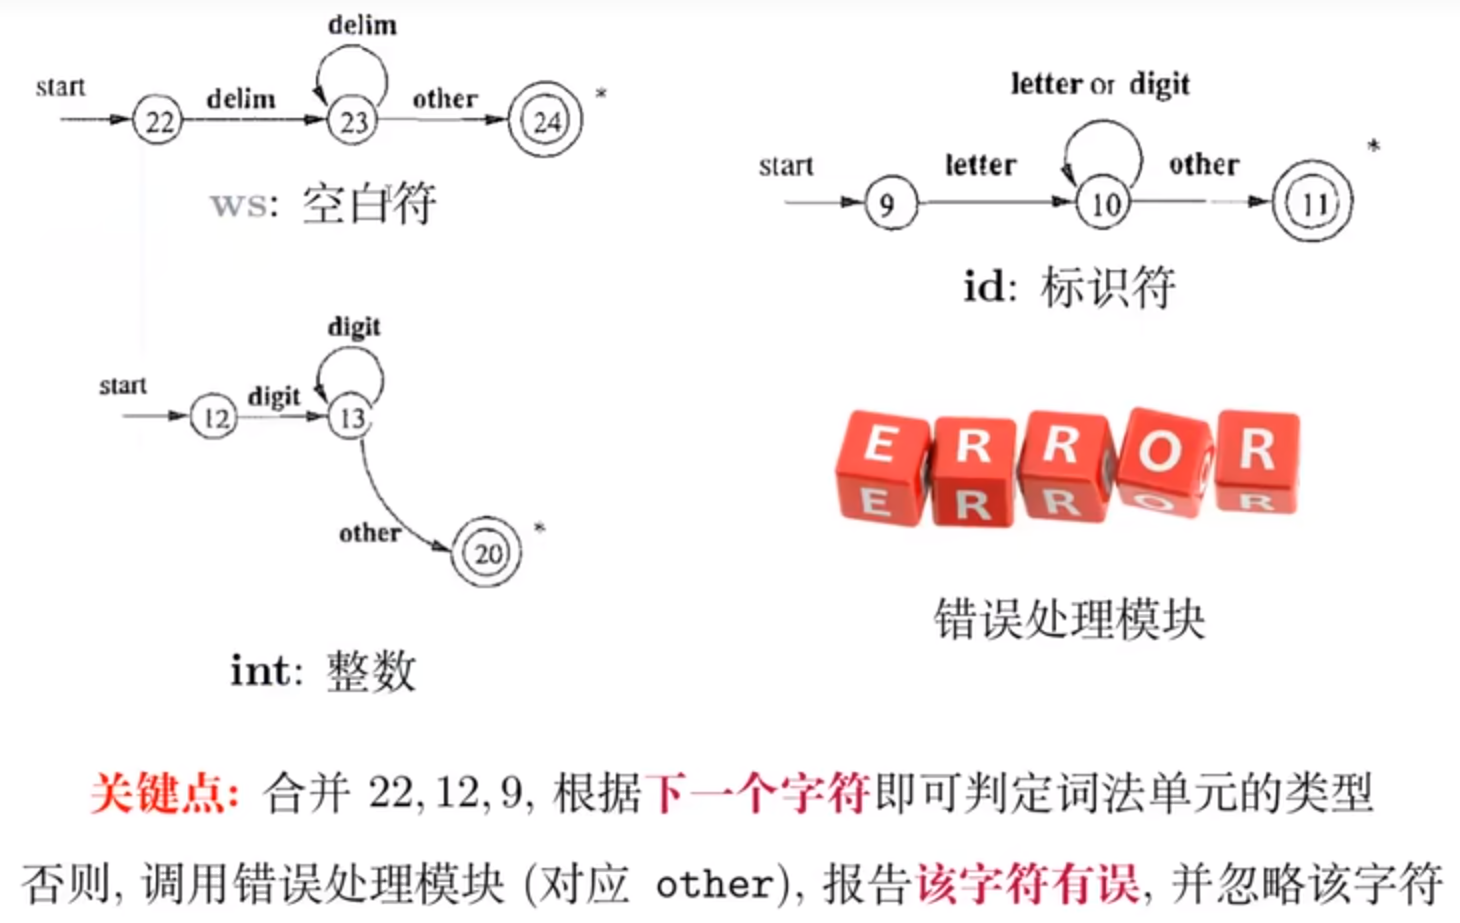 delim
start
delim
other
22
23
24
*
ws: 空白符
letter or digit
start
letter
other
9
10
11
*
id: 标识符
digit
start
digit
12
13
other
20
*
int: 整数
E R R O R
E R R O R
错误处理模块
关键点: 合并 22, 12, 9, 根据下一个字符即可判定词法单元的类型
否则, 调用错误处理模块 (对应 other), 报告该字符有误, 并忽略该字符